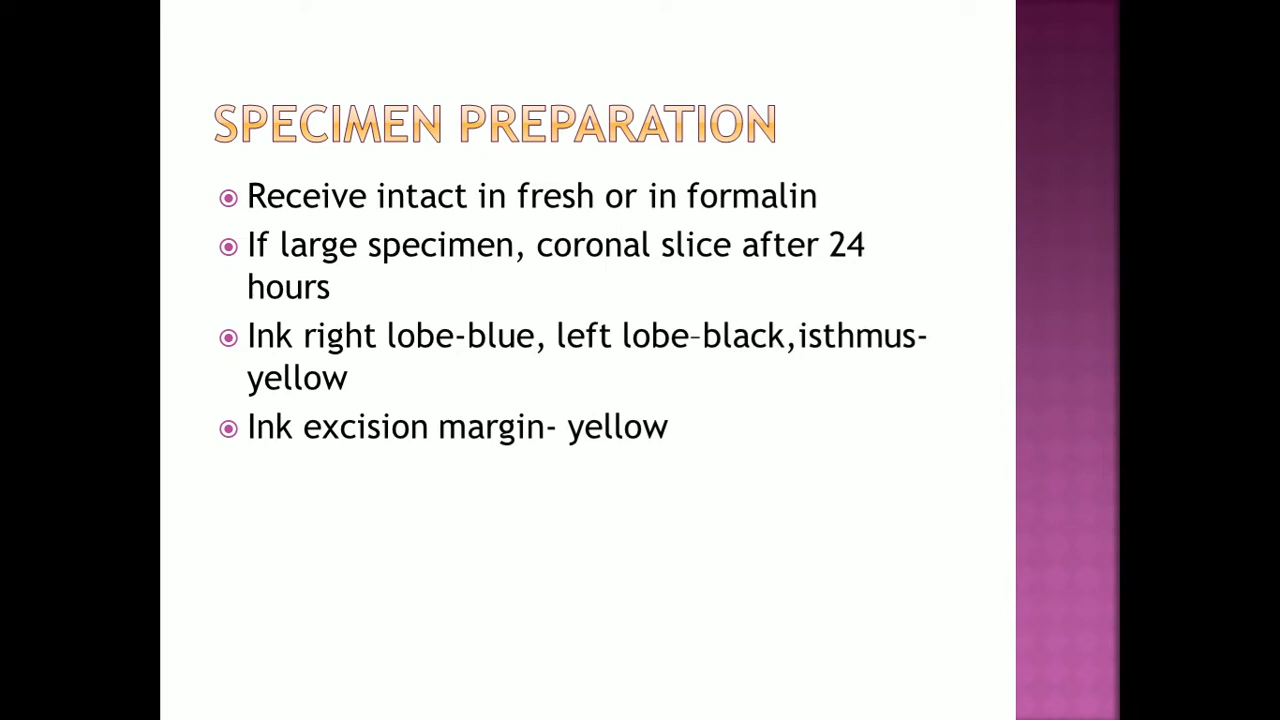 SPECIMEN PREPARATION
Receive intact in fresh or in formalin
If large specimen, coronal slice after 24
hours
Ink right lobe-blue, left lobe–black,isthmus-
yellow
Ink excision margin- yellow